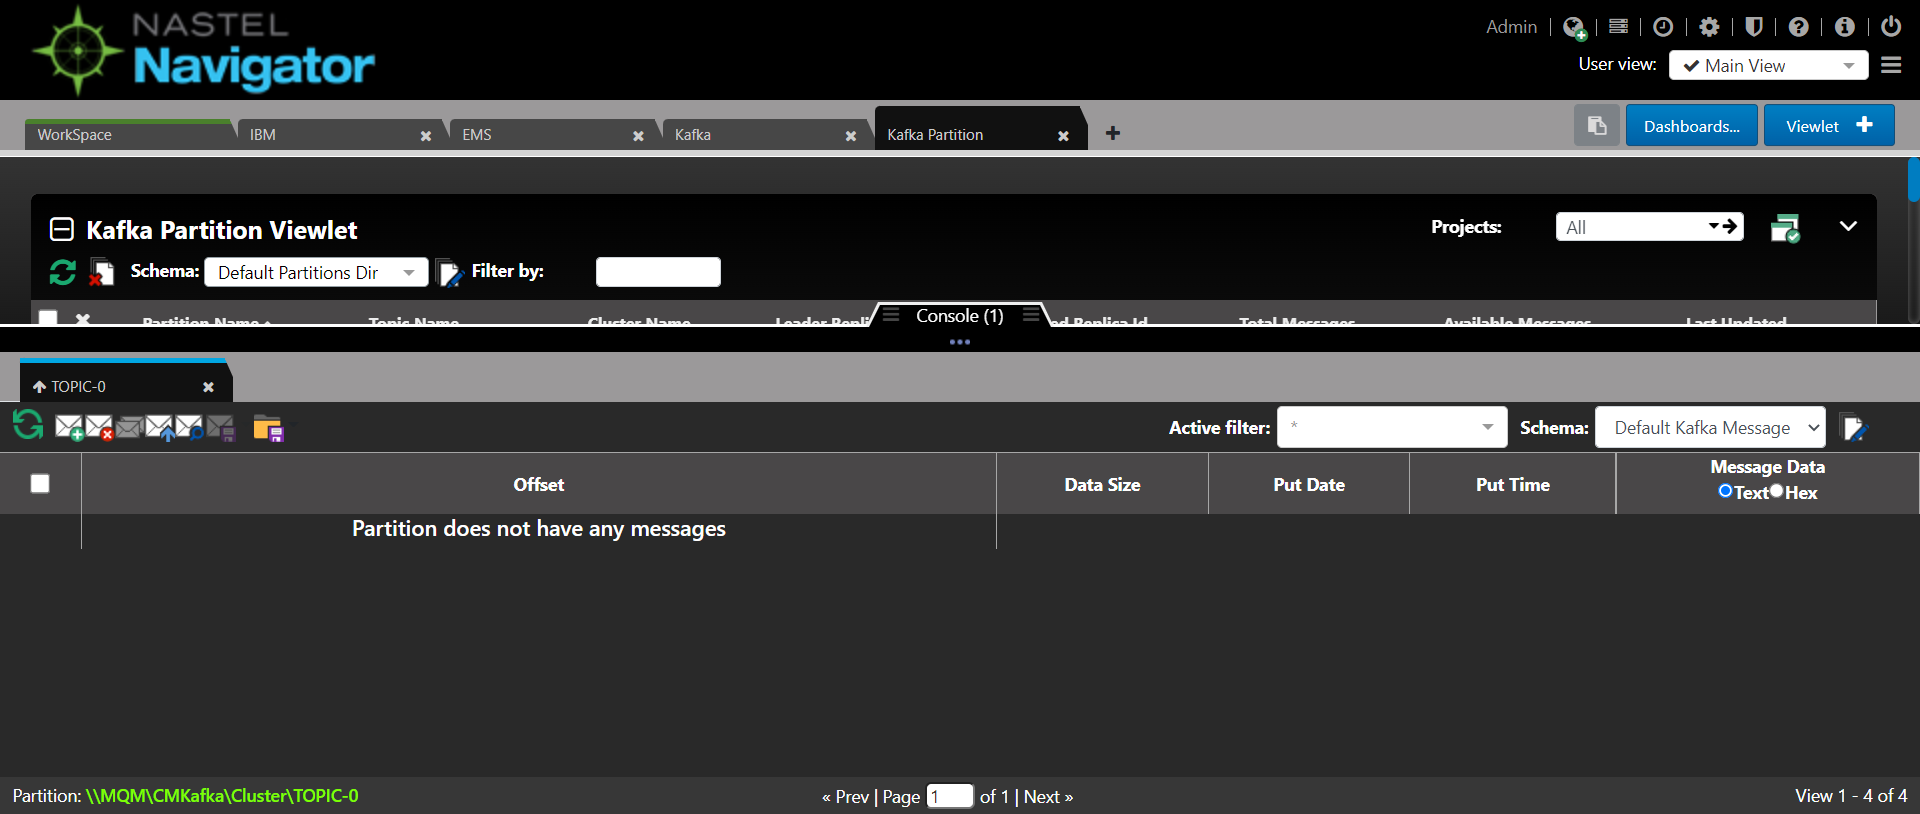 NASTEL
Navigator
Admin
User view: Main View
WorkSpace
IBM
EMS
Kafka
Kafka Partition
Dashboards...
Viewlet
Kafka Partition Viewlet
Projects: All
Schema: Default Partitions Dir
Filter by:
Partition Name
Topic Name
Cluster Name
Leader Repli
Console (1)
ed Replica Id
Total Messages
Available Messages
Last Updated
TOPIC-0
Active filter: *
Schema: Default Kafka Message
Offset
Data Size
Put Date
Put Time
Message Data
Text Hex
Partition does not have any messages
Partition: \\MQM\CMKafka\Cluster\TOPIC-0
« Prev | Page 1 of 1 | Next »
View 1 - 4 of 4